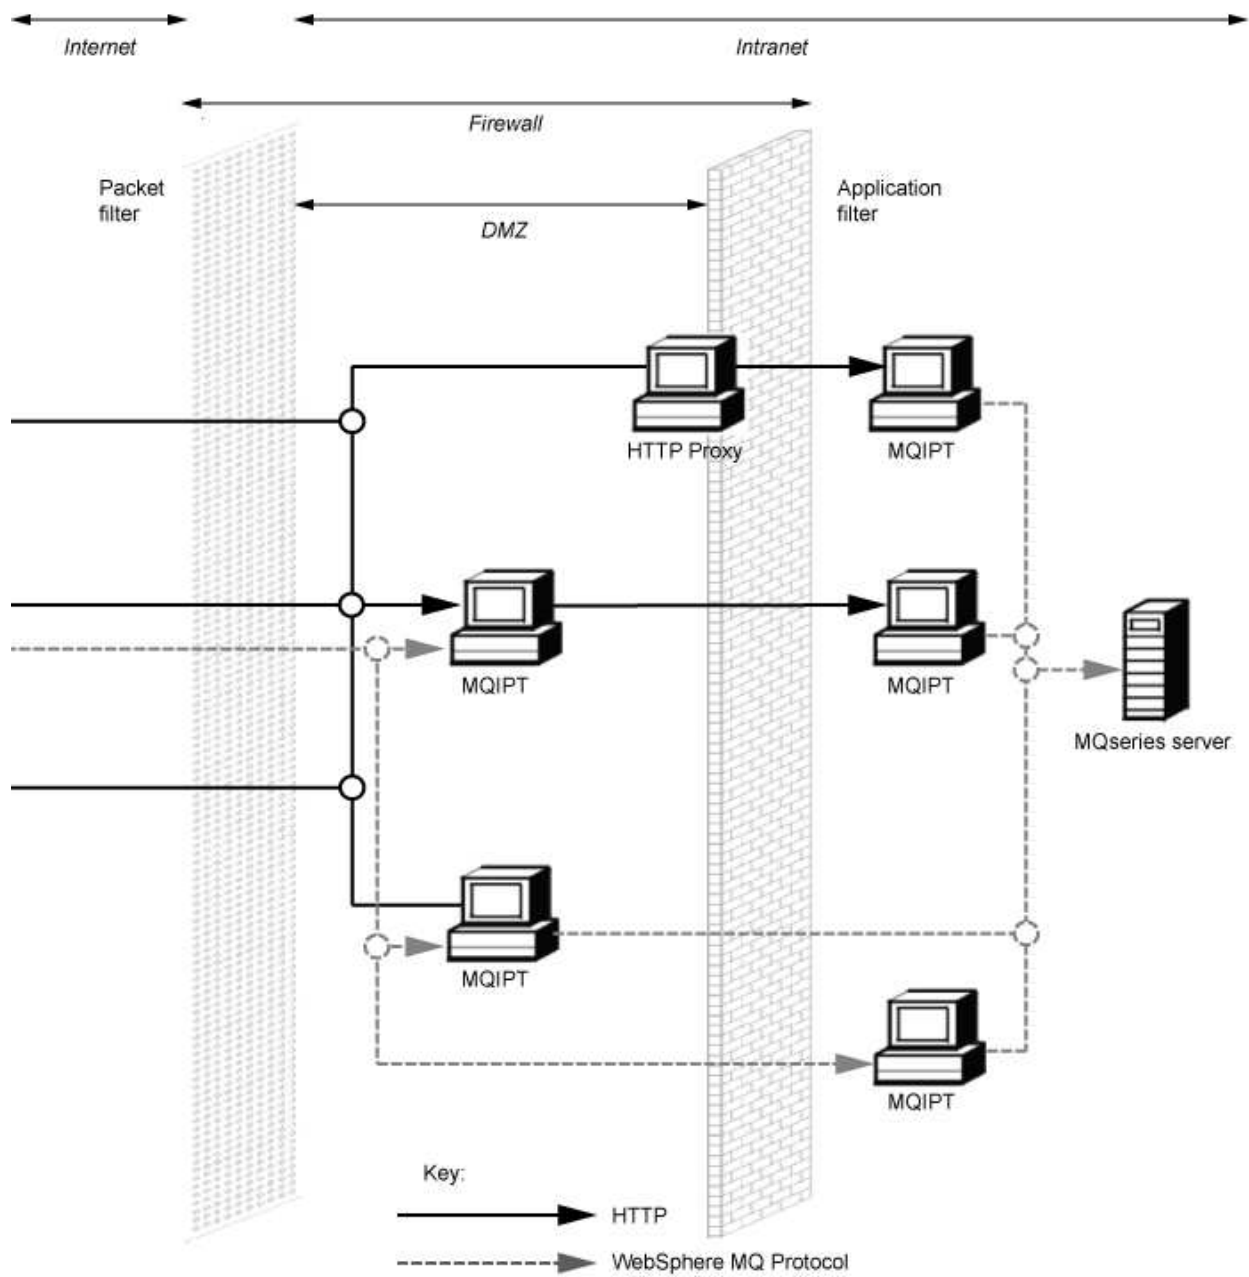 Internet
Intranet
Firewall
Packet
filter
DMZ
Application
filter
HTTP Proxy
MQIPT
MQIPT
MQIPT
MQseries server
MQIPT
MQIPT
Key:
HTTP
WebSphere MQ Protocol